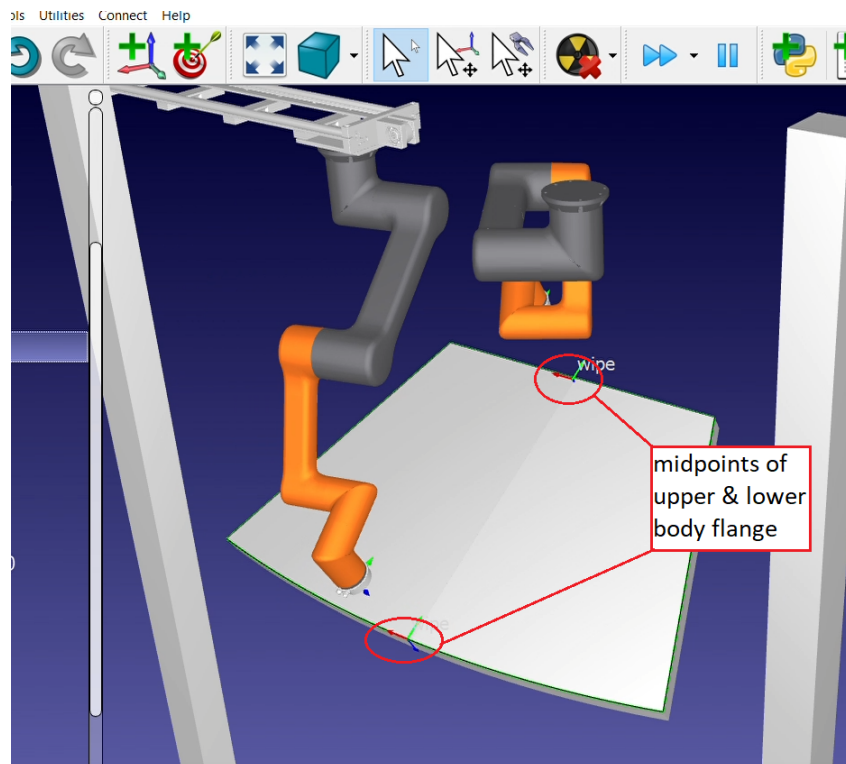 ols Utilities Connect Help
wipe
midpoints of
upper & lower
body flange